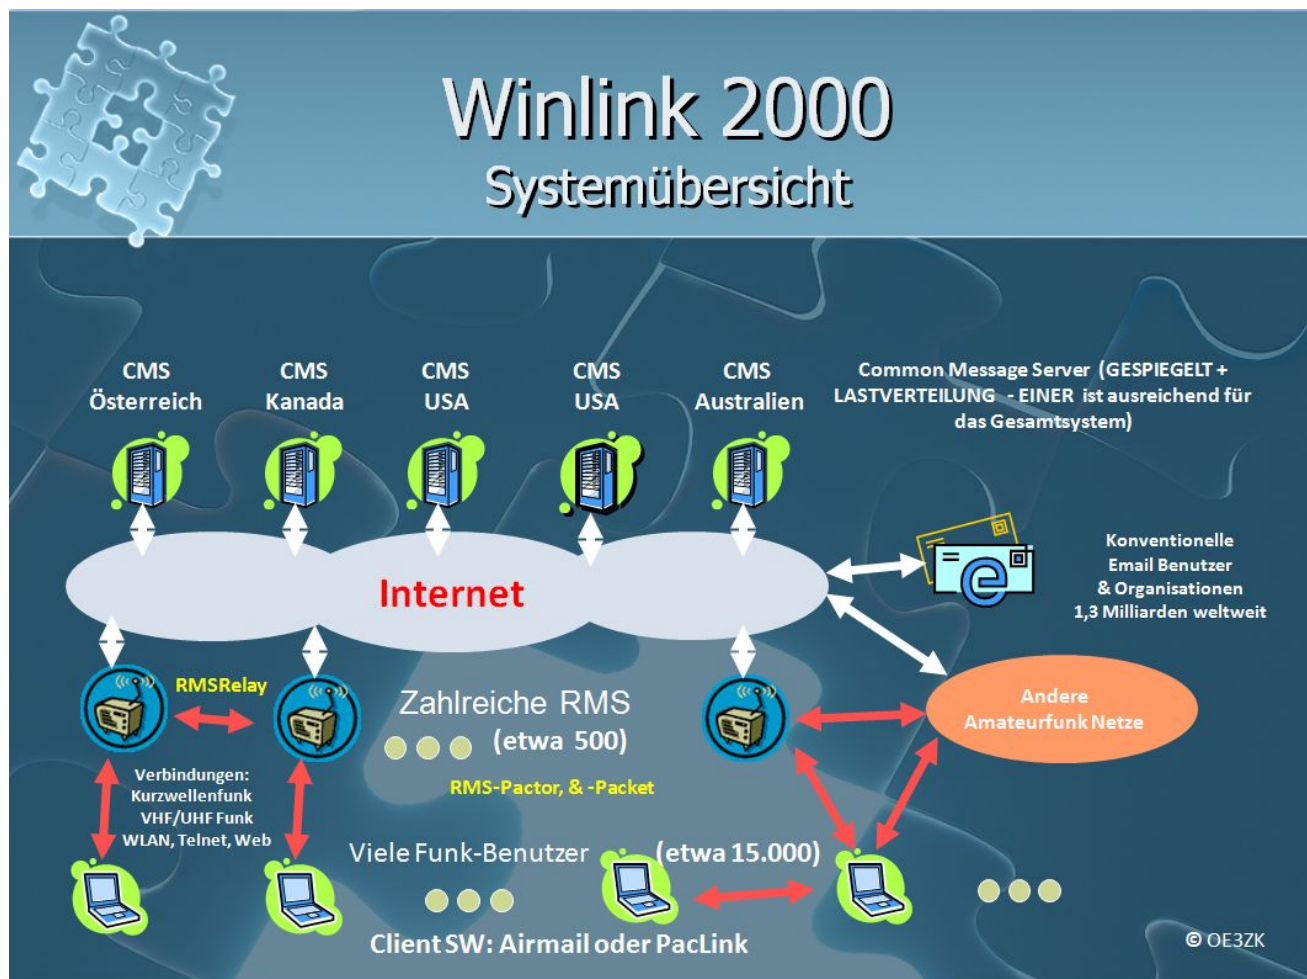 Winlink 2000
Systemübersicht
CMS
Österreich
CMS
Kanada
CMS
USA
CMS
USA
CMS
Australien
Common Message Server (GESPIEGELT +
LASTVERTEILUNG - EINER ist ausreichend für
das Gesamtsystem)
Internet
Konventionelle
Email Benutzer
& Organisationen
1,3 Milliarden weltweit
RMSRelay
Zahlreiche RMS
(etwa 500)
Andere
Amateurfunk Netze
Verbindungen:
Kurzwellenfunk
VHF/UHF Funk
WLAN, Telnet, Web
RMS-Pactor, & -Packet
Viele Funk-Benutzer (etwa 15.000)
Client SW: Airmail oder PacLink
© OE3ZK